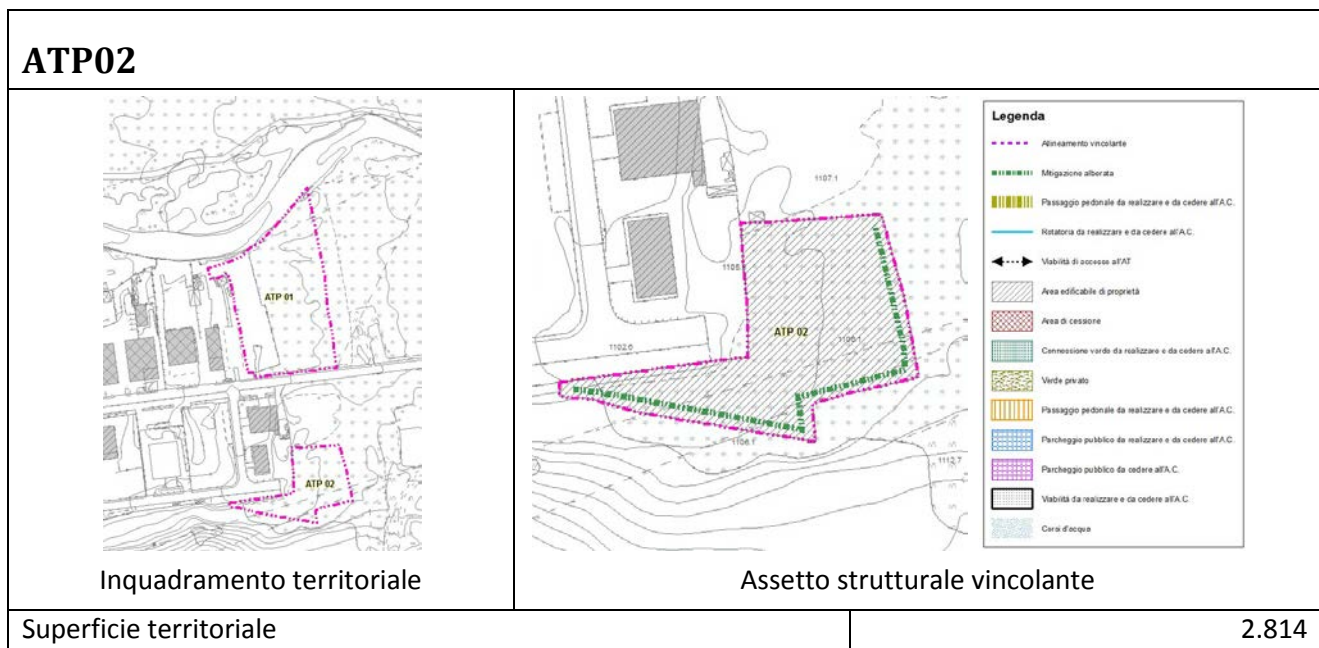 ATP02
ATP 01
ATP 02
Inquadramento territoriale
1107.1
1102.6
ATP 02
1106.1
1106.1
1112.7
Assetto strutturale vincolante
Legenda
Allineamento vincolante
Mitigazione alberata
Passaggio pedonale da realizzare e da cedere all'A.C.
Rotatoria da realizzare e da cedere all'A.C.
Viabilità di accesso all'AT
Area edificabile di proprietà
Area di cessione
Connessione verde da realizzare e da cedere all'A.C.
Verde privato
Passaggio pedonale da realizzare e da cedere all'A.C.
Parcheggio pubblico da realizzare e da cedere all'A.C.
Parcheggio pubblico da cedere all'A.C.
Viabilità da realizzare e da cedere all'A.C.
Corsi d'acqua
Superficie territoriale 2.814